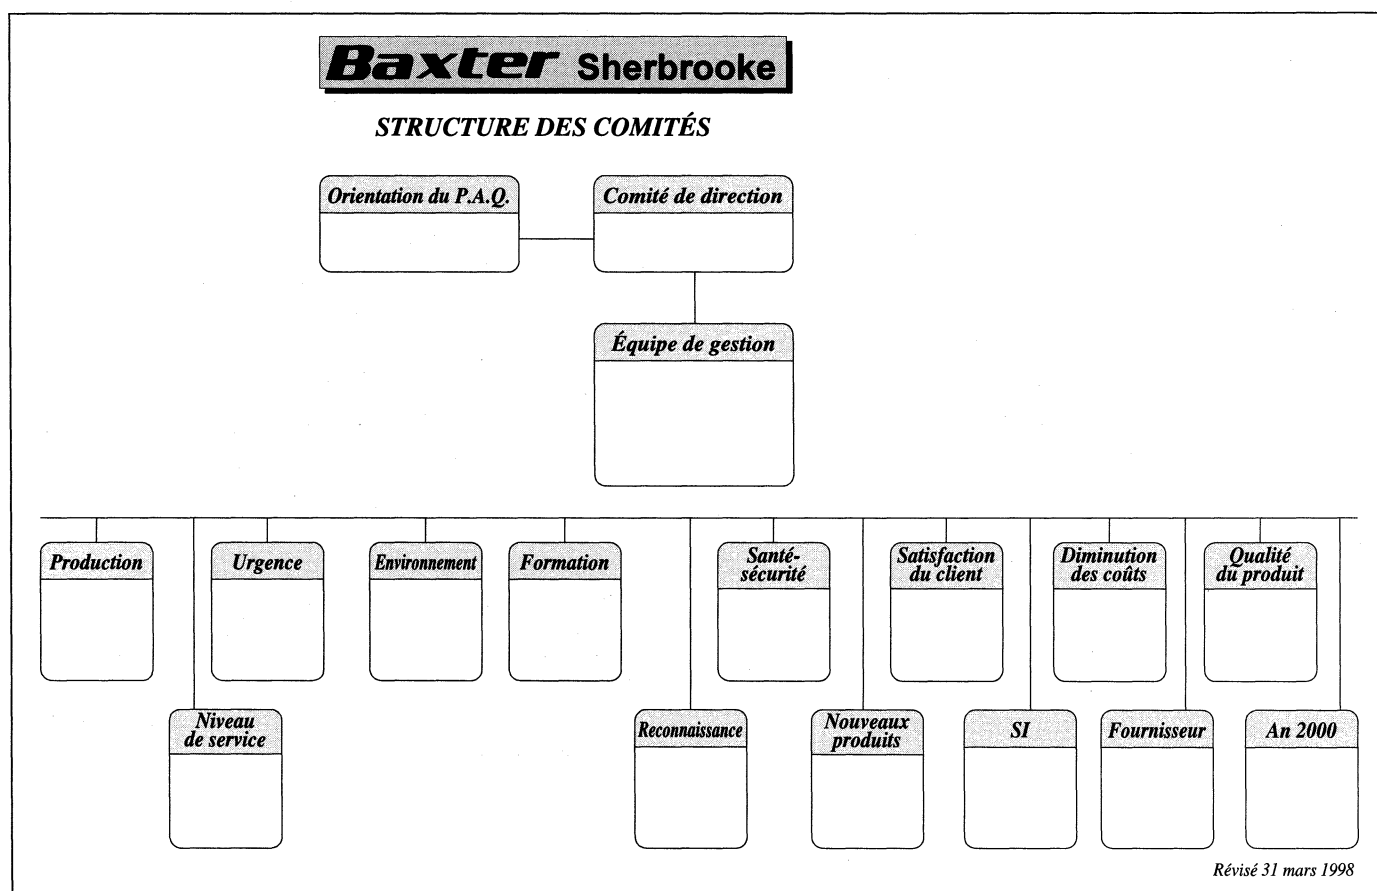 Baxter Sherbrooke
STRUCTURE DES COMITÉS
Orientation du P.A.Q.
Comité de direction
Équipe de gestion
Production
Urgence
Environnement
Formation
Santé-
sécurité
Satisfaction
du client
Diminution
des coûts
Qualité
du produit
Niveau
de service
Reconnaissance
Nouveaux
produits
SI
Fournisseur
An 2000
Révisé 31 mars 1998